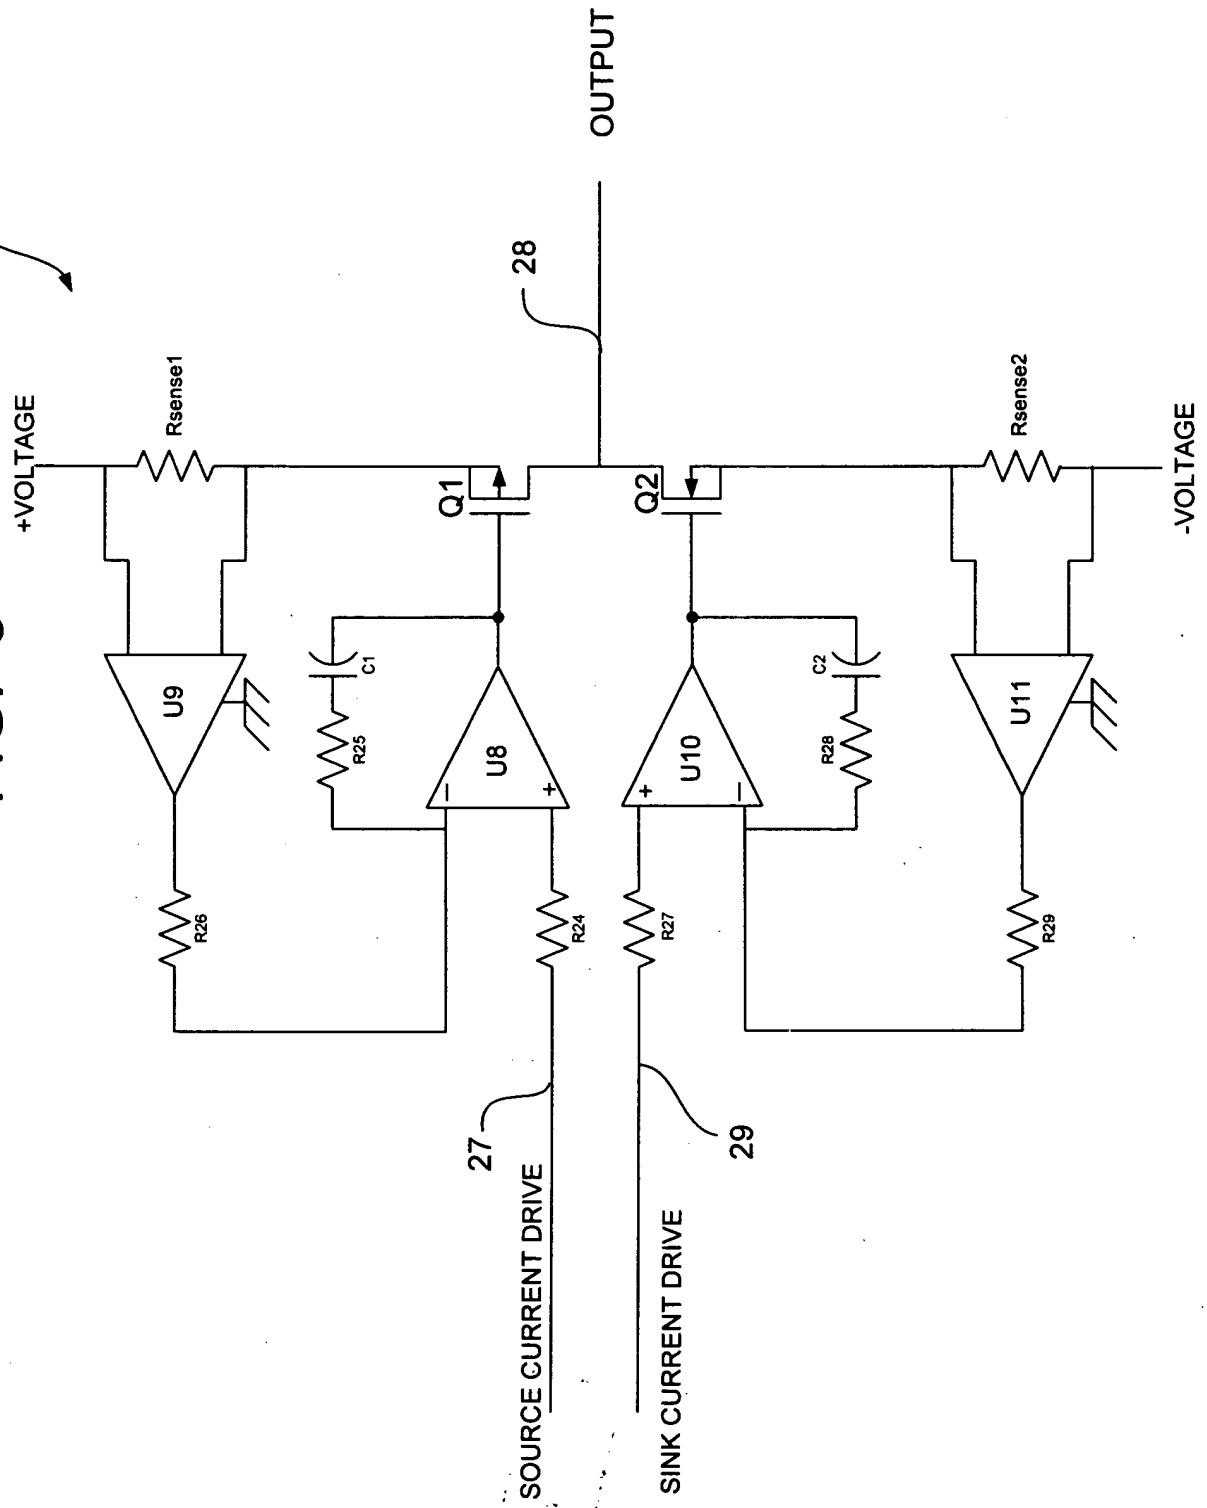 +VOLTAGE
Rsense1
U9
R26
C1
R25
U8
-
+
R24
Q1
28
OUTPUT
27
SOURCE CURRENT DRIVE
29
SINK CURRENT DRIVE
R27
+
-
U10
Q2
C2
R28
U11
R29
Rsense2
-VOLTAGE